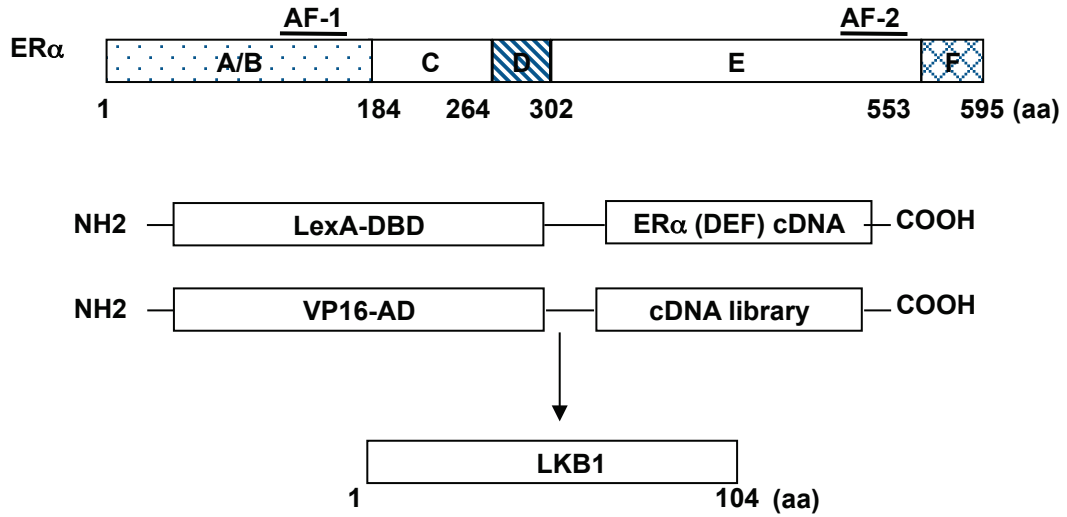 AF-1 AF-2
ERα A/B C D E F
1 184 264 302 553 595 (aa)
NH2 LexA-DBD ERα (DEF) cDNA COOH
NH2 VP16-AD cDNA library COOH
LKB1
1 104 (aa)